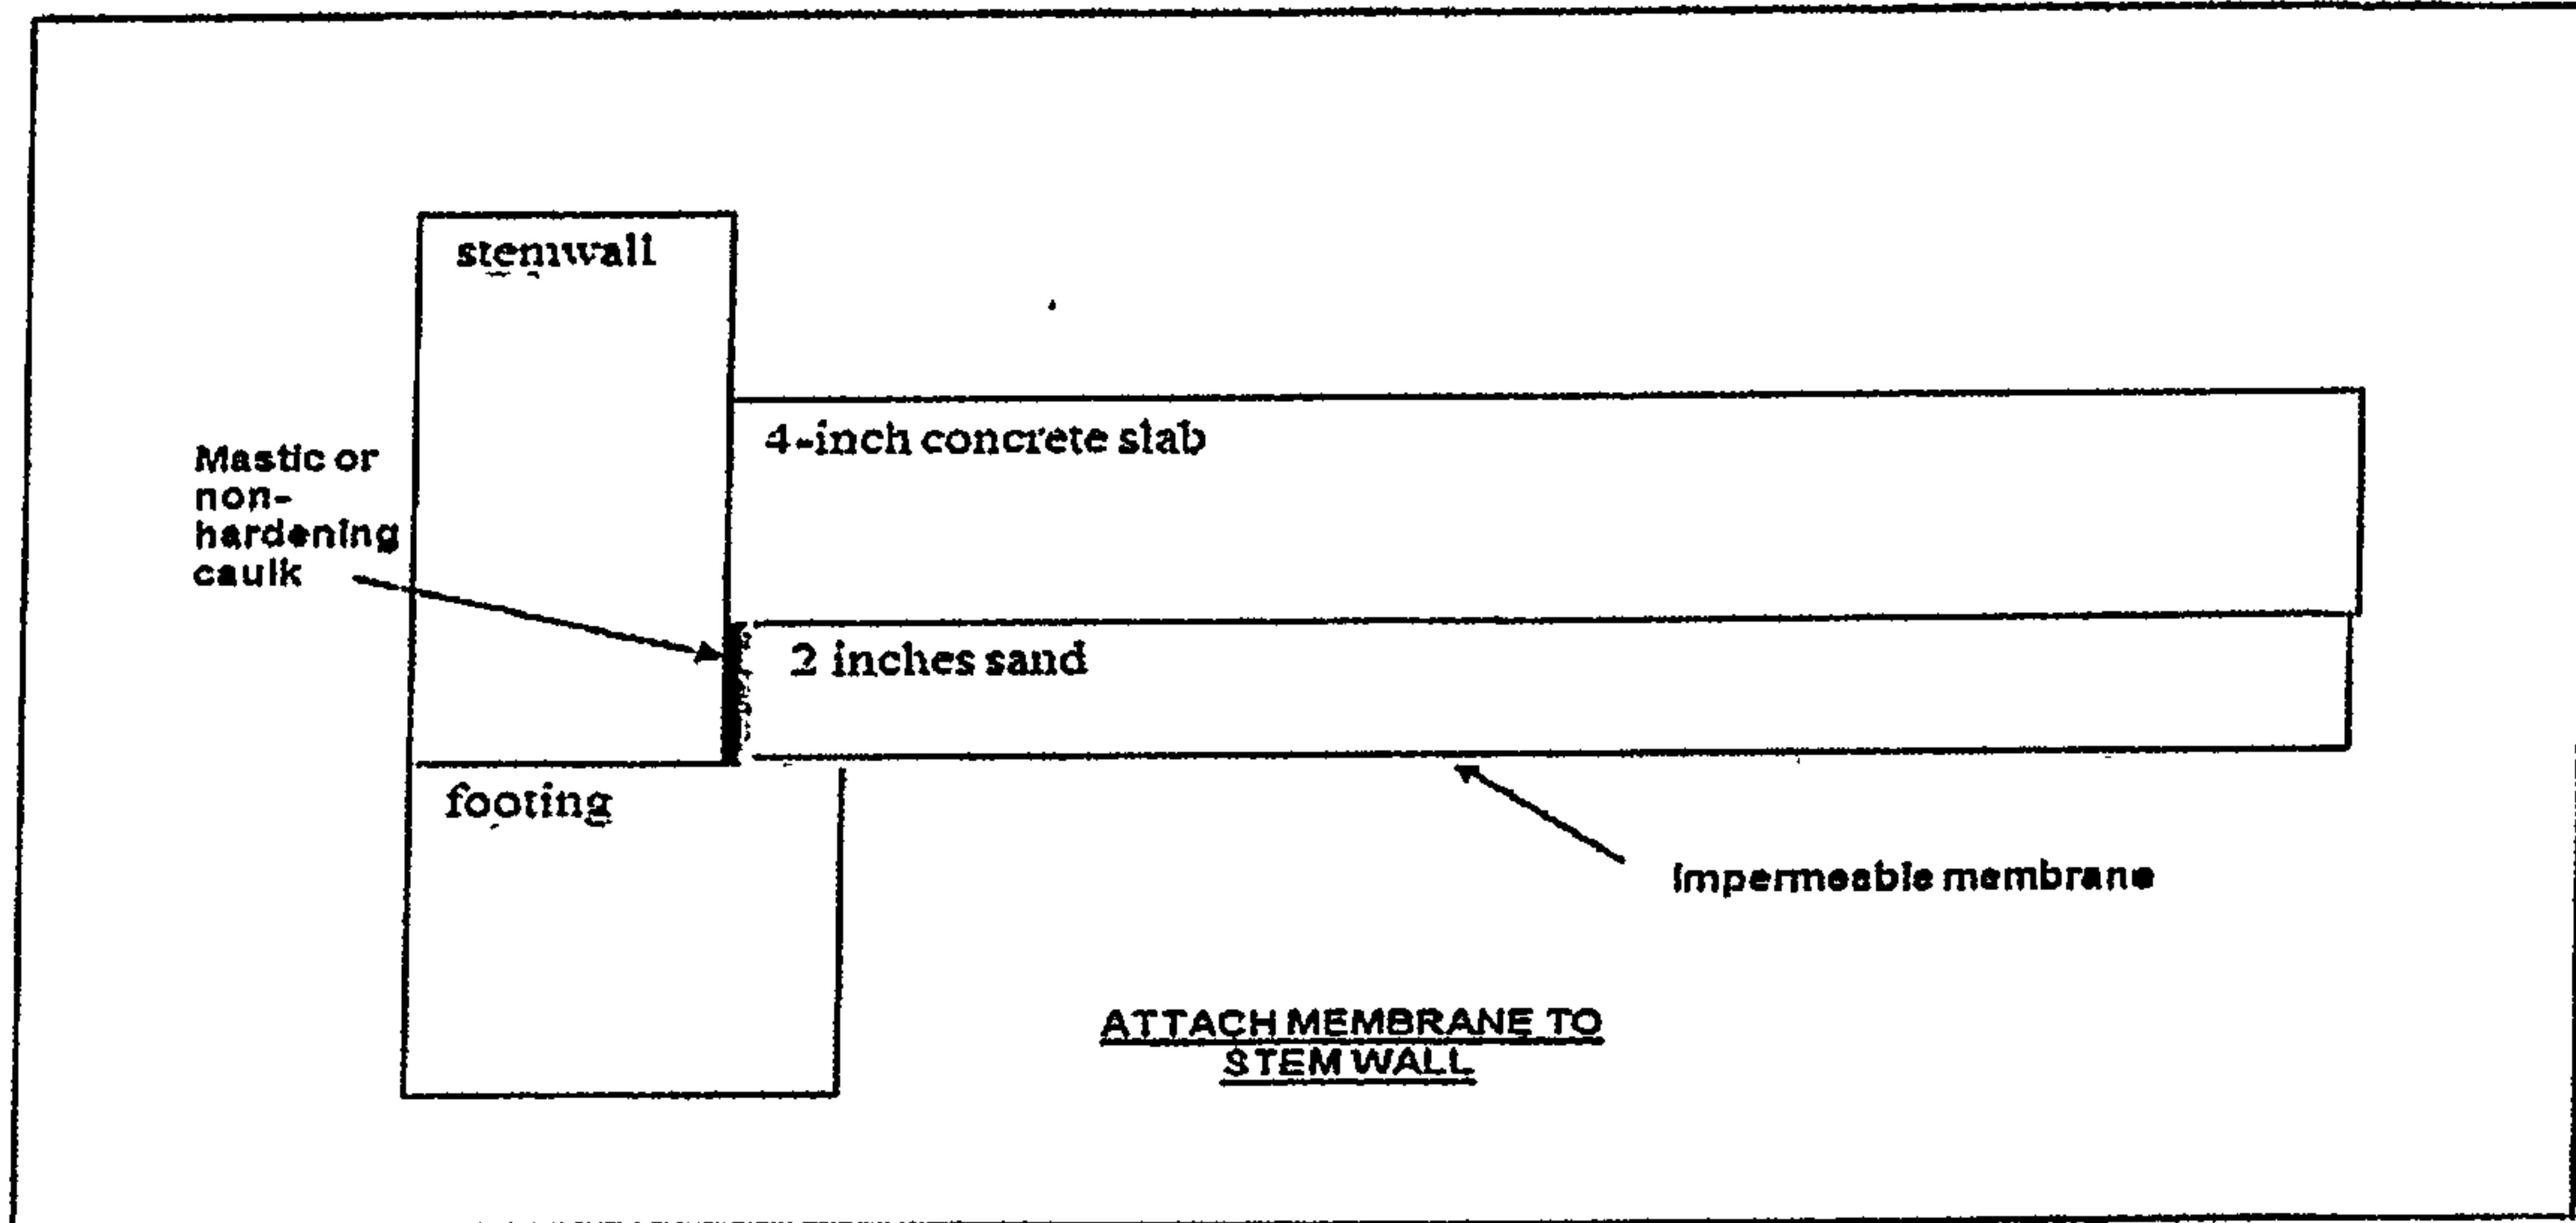 stemwall
4-inch concrete slab
Mastic or
non-
hardening
caulk
2 inches sand
footing
Impermeable membrane
ATTACH MEMBRANE TO
STEM WALL